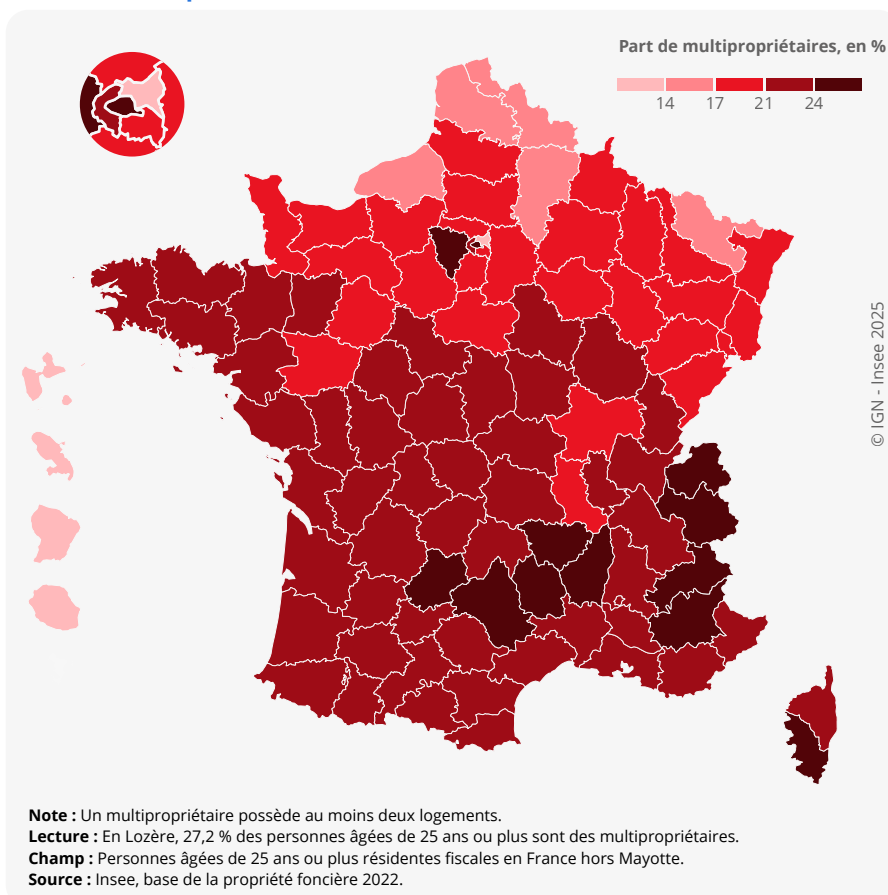 Part de multipropriétaires, en %
14 17 21 24
© IGN - Insee 2025
Note : Un multipropriétaire possède au moins deux logements.
Lecture : En Lozère, 27,2 % des personnes âgées de 25 ans ou plus sont des multipropriétaires.
Champ : Personnes âgées de 25 ans ou plus résidentes fiscales en France hors Mayotte.
Source : Insee, base de la propriété foncière 2022.